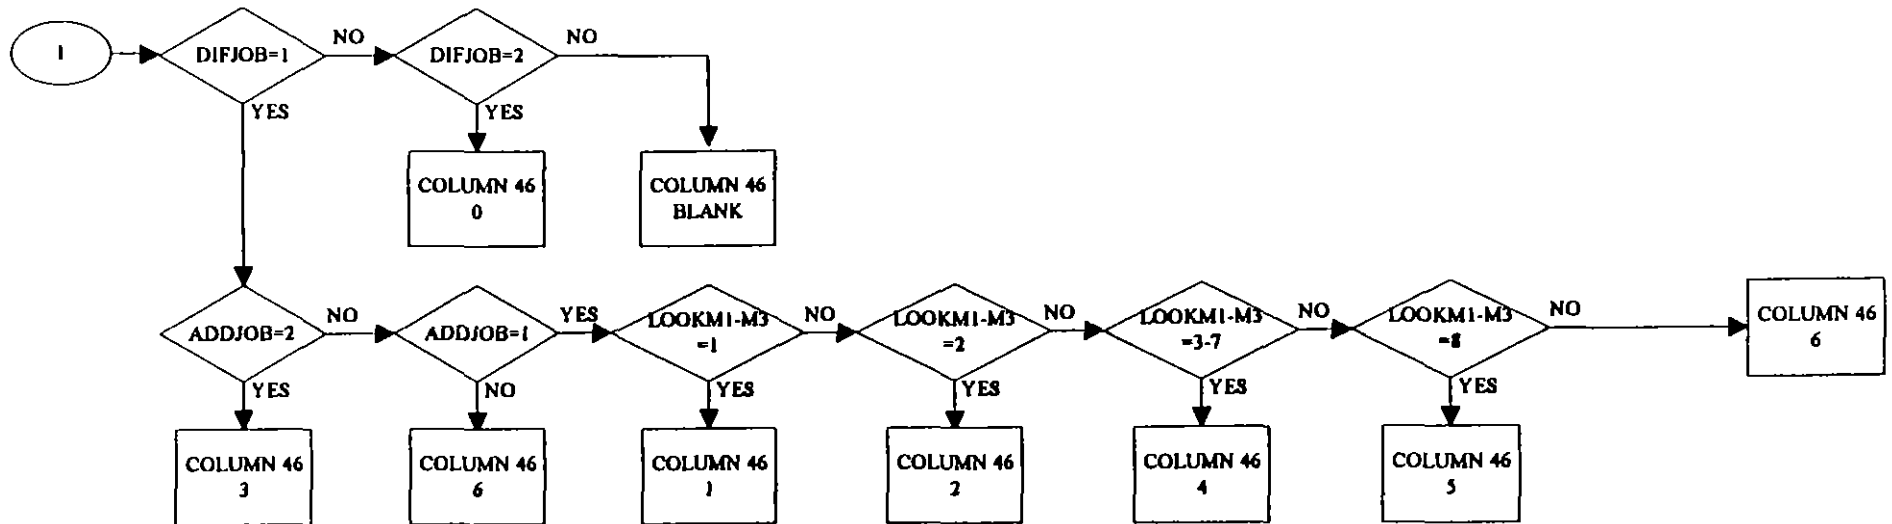 1
DIFJOB=1
NO
DIFJOB=2
NO
YES
YES
COLUMN 46
0
COLUMN 46
BLANK
ADDJOB=2
NO
ADDJOB=1
YES
LOOKM1-M3
=1
NO
LOOKM1-M3
=2
NO
LOOKM1-M3
=3-7
NO
LOOKM1-M3
=8
NO
COLUMN 46
6
YES
NO
YES
YES
YES
YES
COLUMN 46
3
COLUMN 46
6
COLUMN 46
1
COLUMN 46
2
COLUMN 46
4
COLUMN 46
5